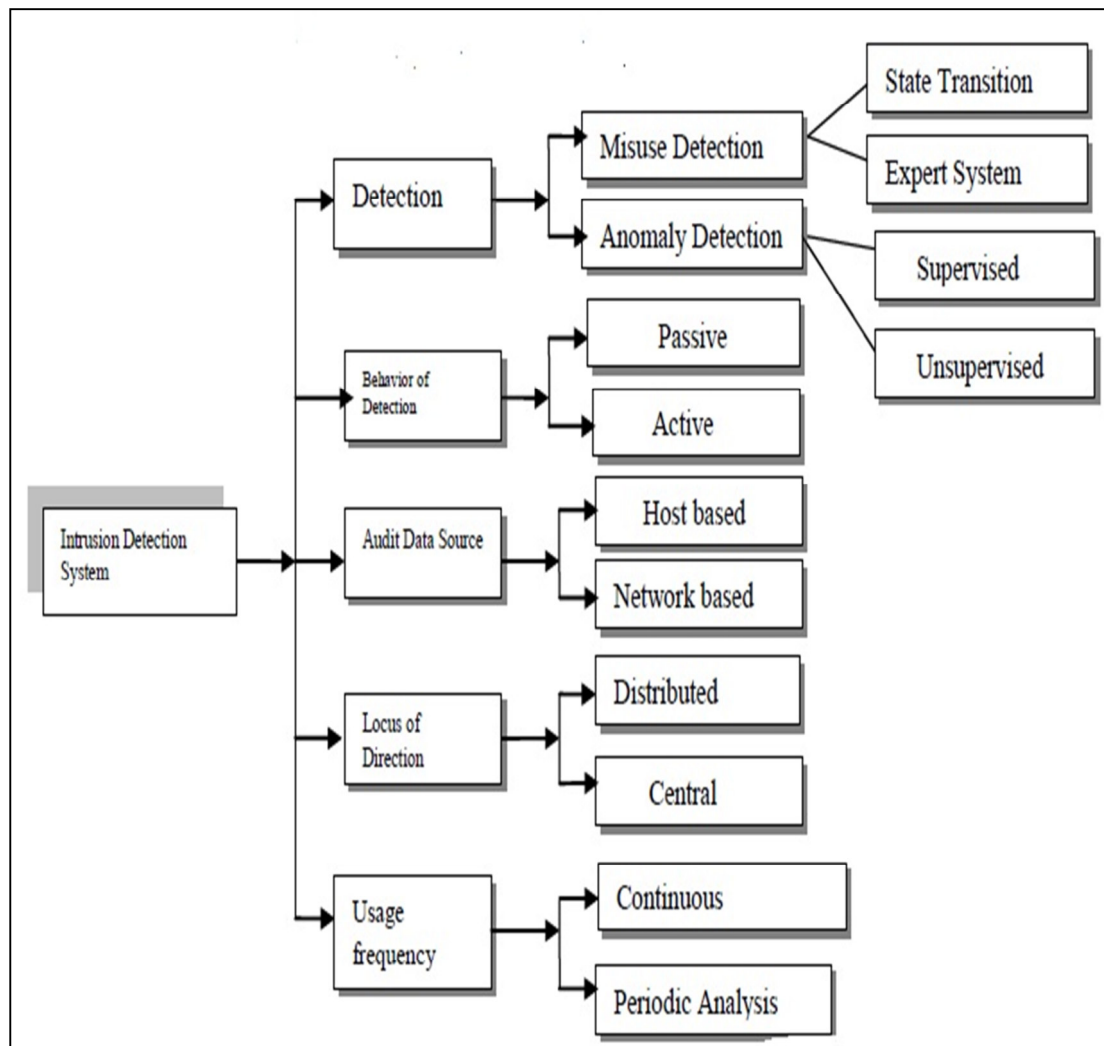 Intrusion Detection
System
Detection
Misuse Detection
State Transition
Expert System
Anomaly Detection
Supervised
Unsupervised
Behavior of
Detection
Passive
Active
Audit Data Source
Host based
Network based
Locus of
Direction
Distributed
Central
Usage
frequency
Continuous
Periodic Analysis